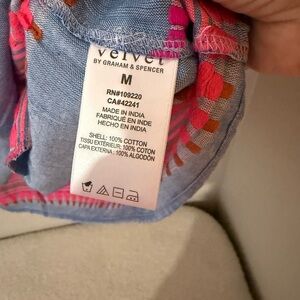 velvet
BY GRAHAM & SPENCER
M
RN#109220
CA#42241
MADE IN INDIA
FABRIQUÉ EN INDE
HECHO EN INDIA
SHELL: 100% COTTON
TISSU EXTÉRIEUR: 100% COTON
CAPA EXTERNA: 100% ALGODÓN